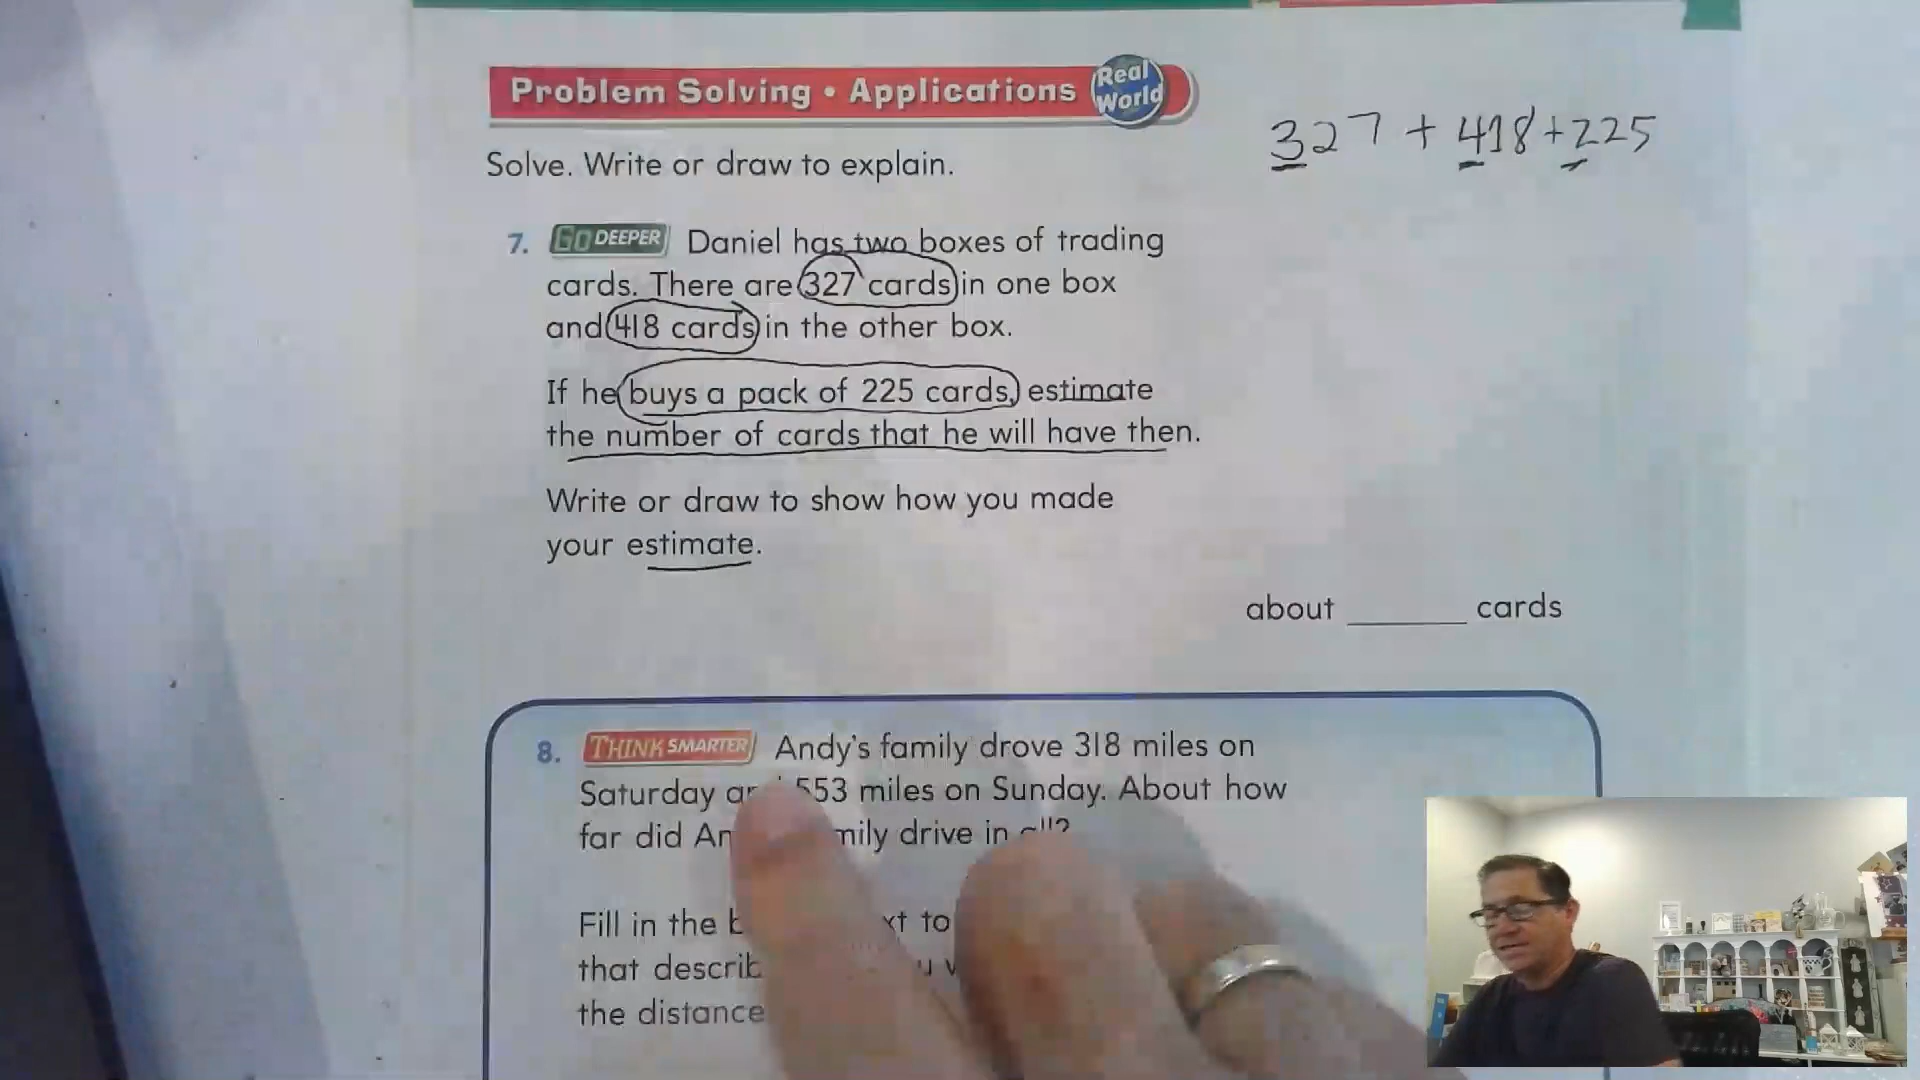 Problem Solving • Applications Real World
327 + 418 + 225
Solve. Write or draw to explain.
7. GO DEEPER Daniel has two boxes of trading
cards. There are 327 cards in one box
and 418 cards in the other box.
If he buys a pack of 225 cards, estimate
the number of cards that he will have then.
Write or draw to show how you made
your estimate.
about ______ cards
8. THINK SMARTER Andy's family drove 318 miles on
Saturday 553 miles on Sunday. About how
far did drive in
Fill in the to
that
the distance